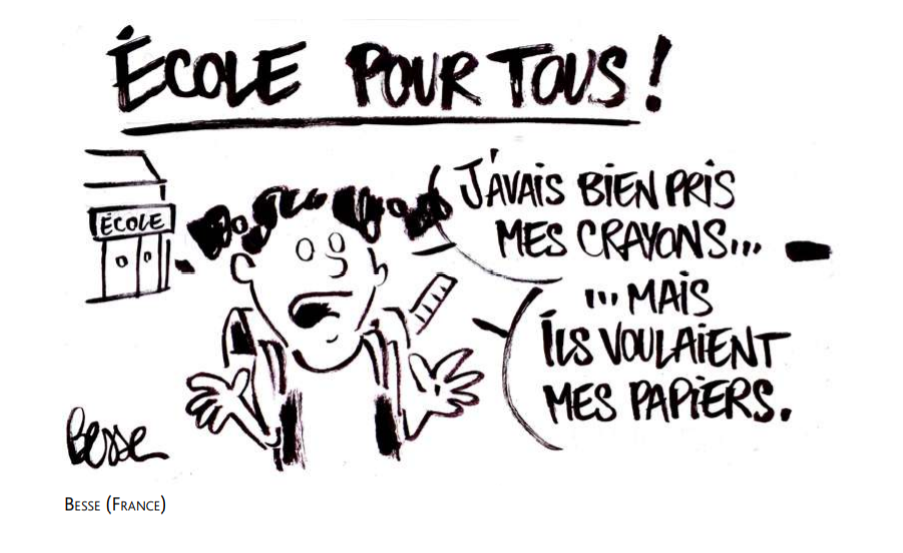 ÉCOLE POUR TOUS !
ÉCOLE
J'AVAIS BIEN PRIS
MES CRAYONS...
...MAIS
ILS VOULAIENT
MES PAPIERS.
Besse
BESSE (FRANCE)